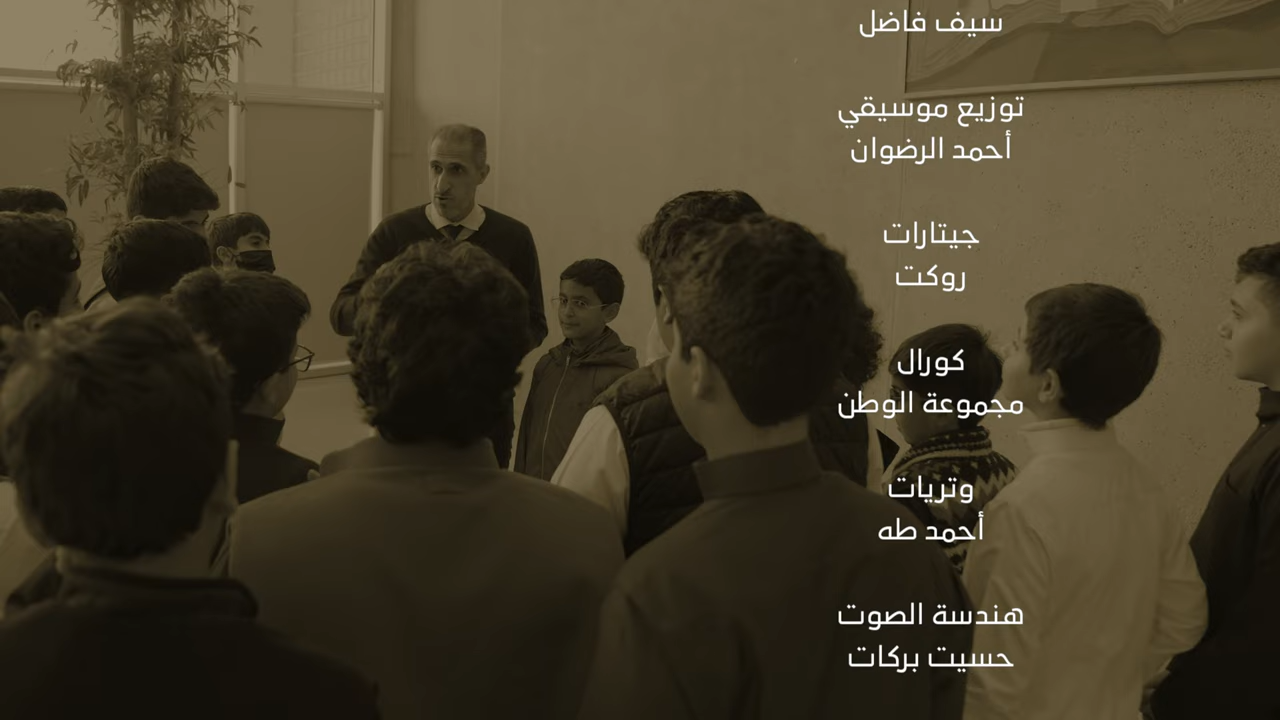 سيف فاضل
توزيع موسيقي
أحمد الرضوان
جيتارات
روكت
كورال
مجموعة الوطن
وتريات
أحمد طه
هندسة الصوت
حسيت بركات